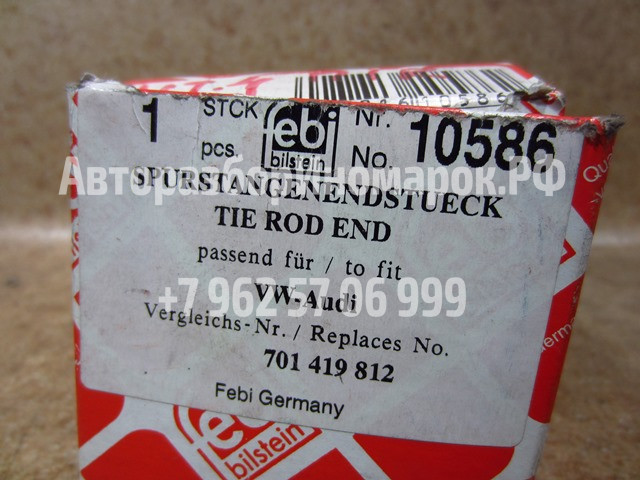 1 STCK febi Nr. 10586
pcs. bilstein No.
SPURSTANGENENDSTUECK
Авторазборуномарок.РФ
TIE ROD END
passend für / to fit
VW-Audi
+7 962 57 06 999
Vergleichs-Nr. / Replaces No.
701 419 812
Febi Germany
febi
bilstein